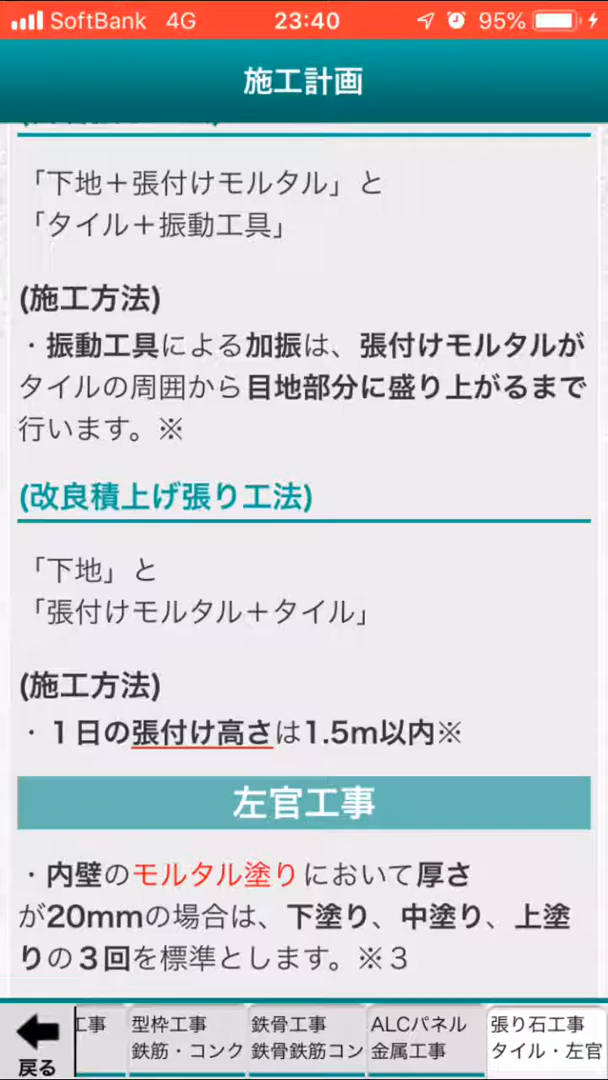 SoftBank 4G 23:40 95%
施工計画
「下地＋張付けモルタル」と
「タイル＋振動工具」
(施工方法)
・振動工具による加振は、張付けモルタルが
タイルの周囲から目地部分に盛り上がるまで
行います。※
(改良積上げ張り工法)
「下地」と
「張付けモルタル＋タイル」
(施工方法)
・１日の張付け高さは1.5m以内※
左官工事
・内壁のモルタル塗りにおいて厚さ
が20mmの場合は、下塗り、中塗り、上塗
りの３回を標準とします。※３
戻る
工事
型枠工事
鉄筋・コンク
鉄骨工事
鉄骨鉄筋コン
ALCパネル
金属工事
張り石工事
タイル・左官